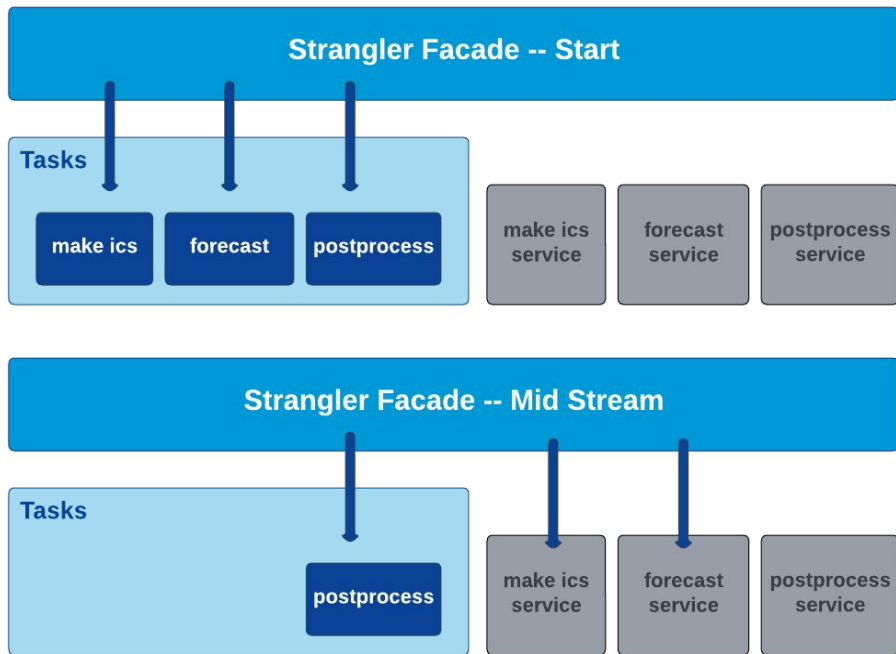 Strangler Facade -- Start
Tasks
make ics
forecast
postprocess
make ics
service
forecast
service
postprocess
service
Strangler Facade -- Mid Stream
Tasks
postprocess
make ics
service
forecast
service
postprocess
service